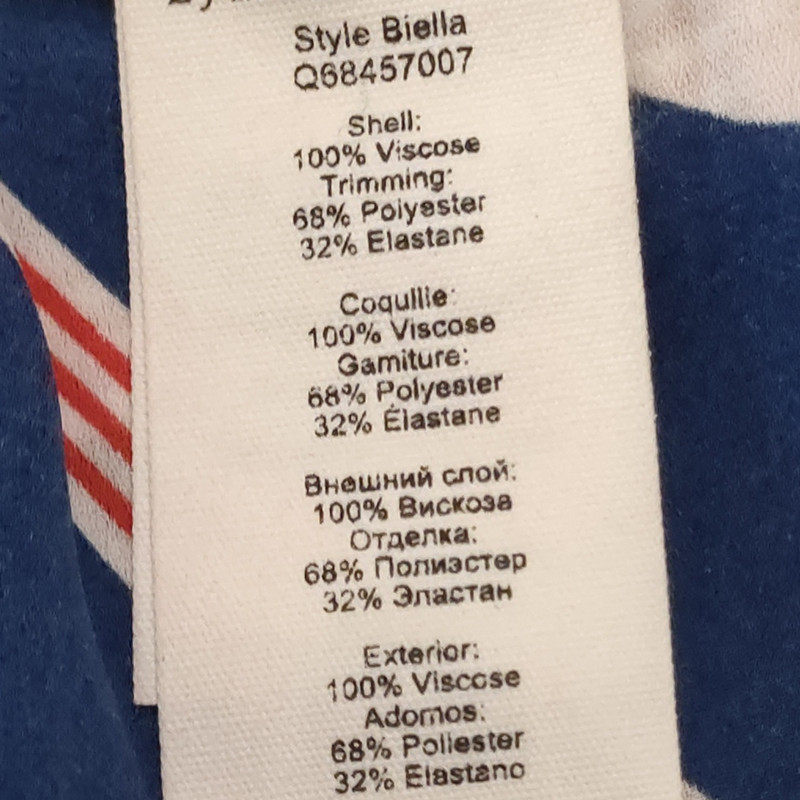 Style Biella
Q68457007
Shell:
100% Viscose
Trimming:
68% Polyester
32% Elastane
Coquille:
100% Viscose
Garniture:
68% Polyester
32% Élastane
Внешний слой:
100% Вискоза
Отделка:
68% Полиэстер
32% Эластан
Exterior:
100% Viscose
Adornos:
68% Poliester
32% Elastano